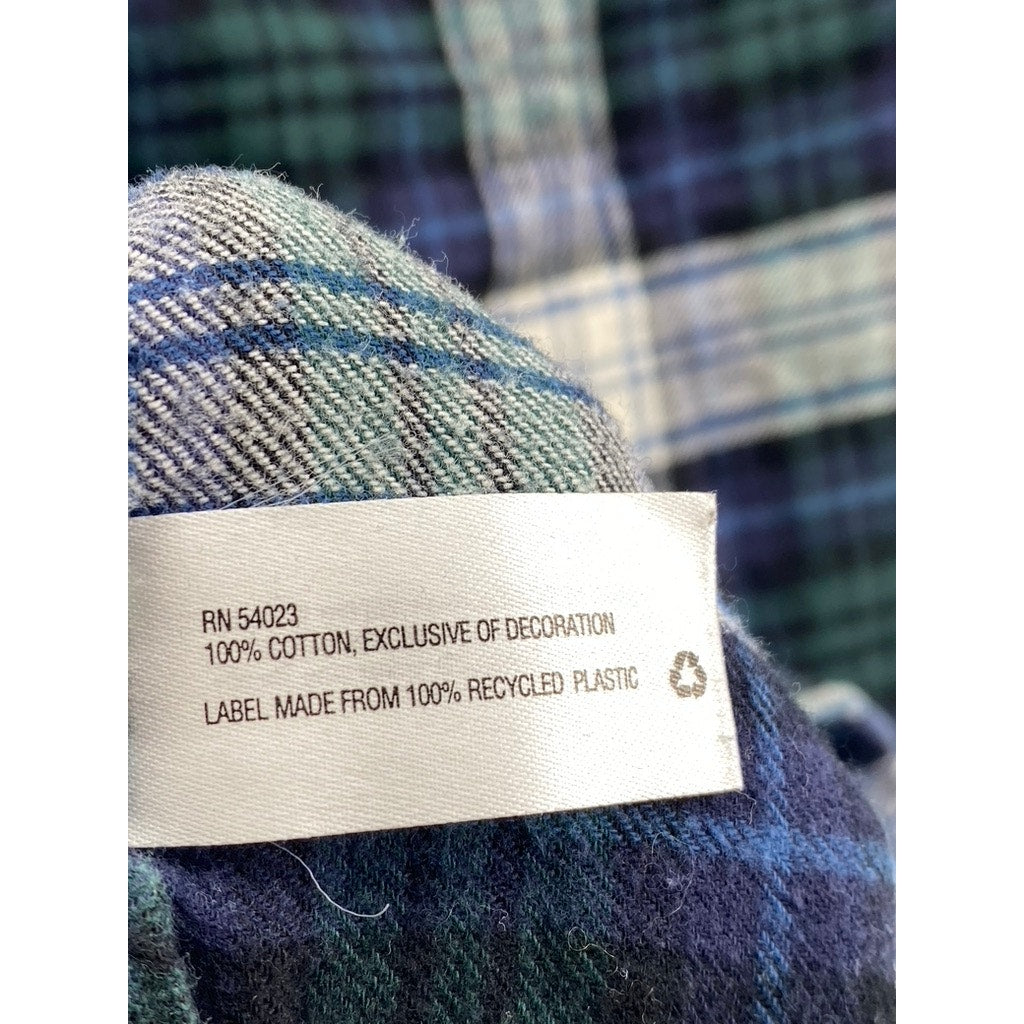 RN 54023
100% COTTON, EXCLUSIVE OF DECORATION
LABEL MADE FROM 100% RECYCLED PLASTIC